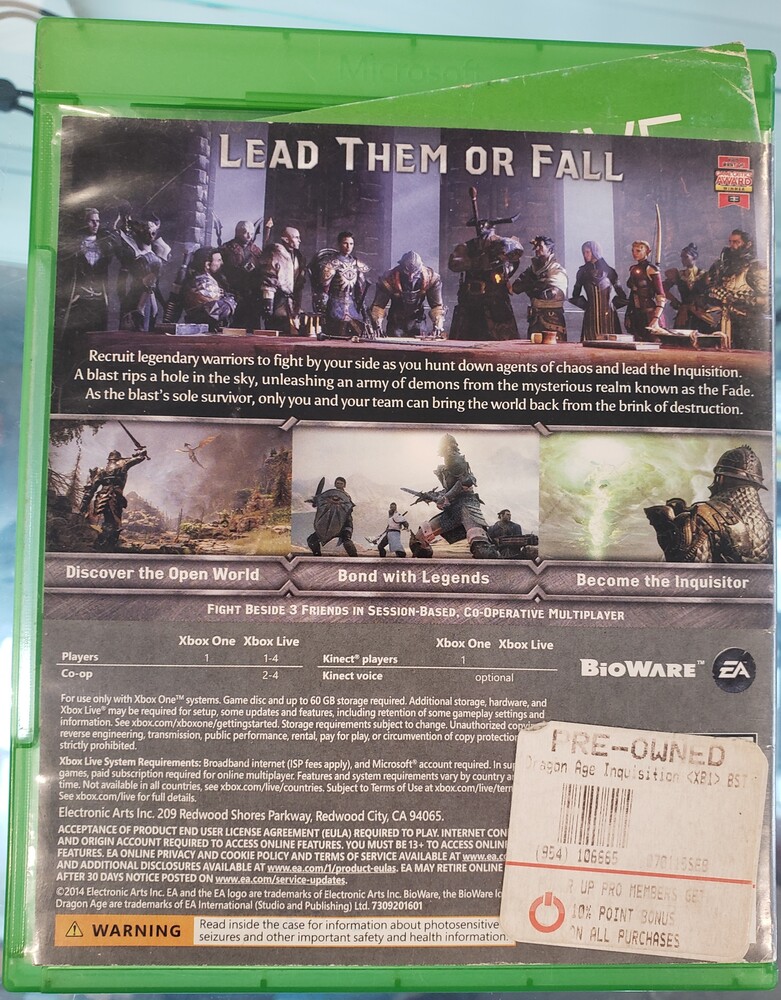 Microsoft
LIVE
LEAD THEM OR FALL
AWARD
Recruit legendary warriors to fight by your side as you hunt down agents of chaos and lead the Inquisition.
A blast rips a hole in the sky, unleashing an army of demons from the mysterious realm known as the Fade.
As the blast's sole survivor, only you and your team can bring the world back from the brink of destruction.
Discover the Open World
Bond with Legends
Become the Inquisitor
FIGHT BESIDE 3 FRIENDS IN SESSION-BASED, CO-OPERATIVE MULTIPLAYER
Xbox One Xbox Live
Players 1 1-4
Co-op 2-4
Xbox One Xbox Live
Kinect® players 1
Kinect voice optional
BIOWARE™ EA
For use only with Xbox One™ systems. Game disc and up to 60 GB storage required. Additional storage, hardware, and
Xbox Live® may be required for setup, some updates and features, including retention of some gameplay settings and
information. See xbox.com/xboxone/gettingstarted. Storage requirements subject to change. Unauthorized copying,
reverse engineering, transmission, public performance, rental, pay for play, or circumvention of copy protection
strictly prohibited.
Xbox Live System Requirements: Broadband internet (ISP fees apply), and Microsoft® account required. In
games, paid subscription required for online multiplayer. Features and system requirements vary by country
time. Not available in all countries, see xbox.com/live/countries. Subject to Terms of Use at xbox.com/live/
See xbox.com/live for full details.
Electronic Arts Inc. 209 Redwood Shores Parkway, Redwood City, CA 94065.
ACCEPTANCE OF PRODUCT END USER LICENSE AGREEMENT (EULA) REQUIRED TO PLAY. INTERNET
AND ORIGIN ACCOUNT REQUIRED TO ACCESS ONLINE FEATURES. YOU MUST BE 13+ TO ACCESS
FEATURES. EA ONLINE PRIVACY AND COOKIE POLICY AND TERMS OF SERVICE AVAILABLE AT
AND ADDITIONAL DISCLOSURES AVAILABLE AT www.ea.com/1/product-eulas. EA MAY RETIRE ONLINE
AFTER 30 DAYS NOTICE POSTED ON www.ea.com/service-updates.
©2014 Electronic Arts Inc. EA and the EA logo are trademarks of Electronic Arts Inc. BioWare, the BioWare
Dragon Age are trademarks of EA International (Studio and Publishing) Ltd. 7309201601
WARNING Read inside the case for information about photosensitive
seizures and other important safety and health information.
PRE-OWNED
Dragon Age Inquisition <XB1> BST
(954) 106665
UP PRO MEMBERS GET
10% POINT BONUS
ON ALL PURCHASES